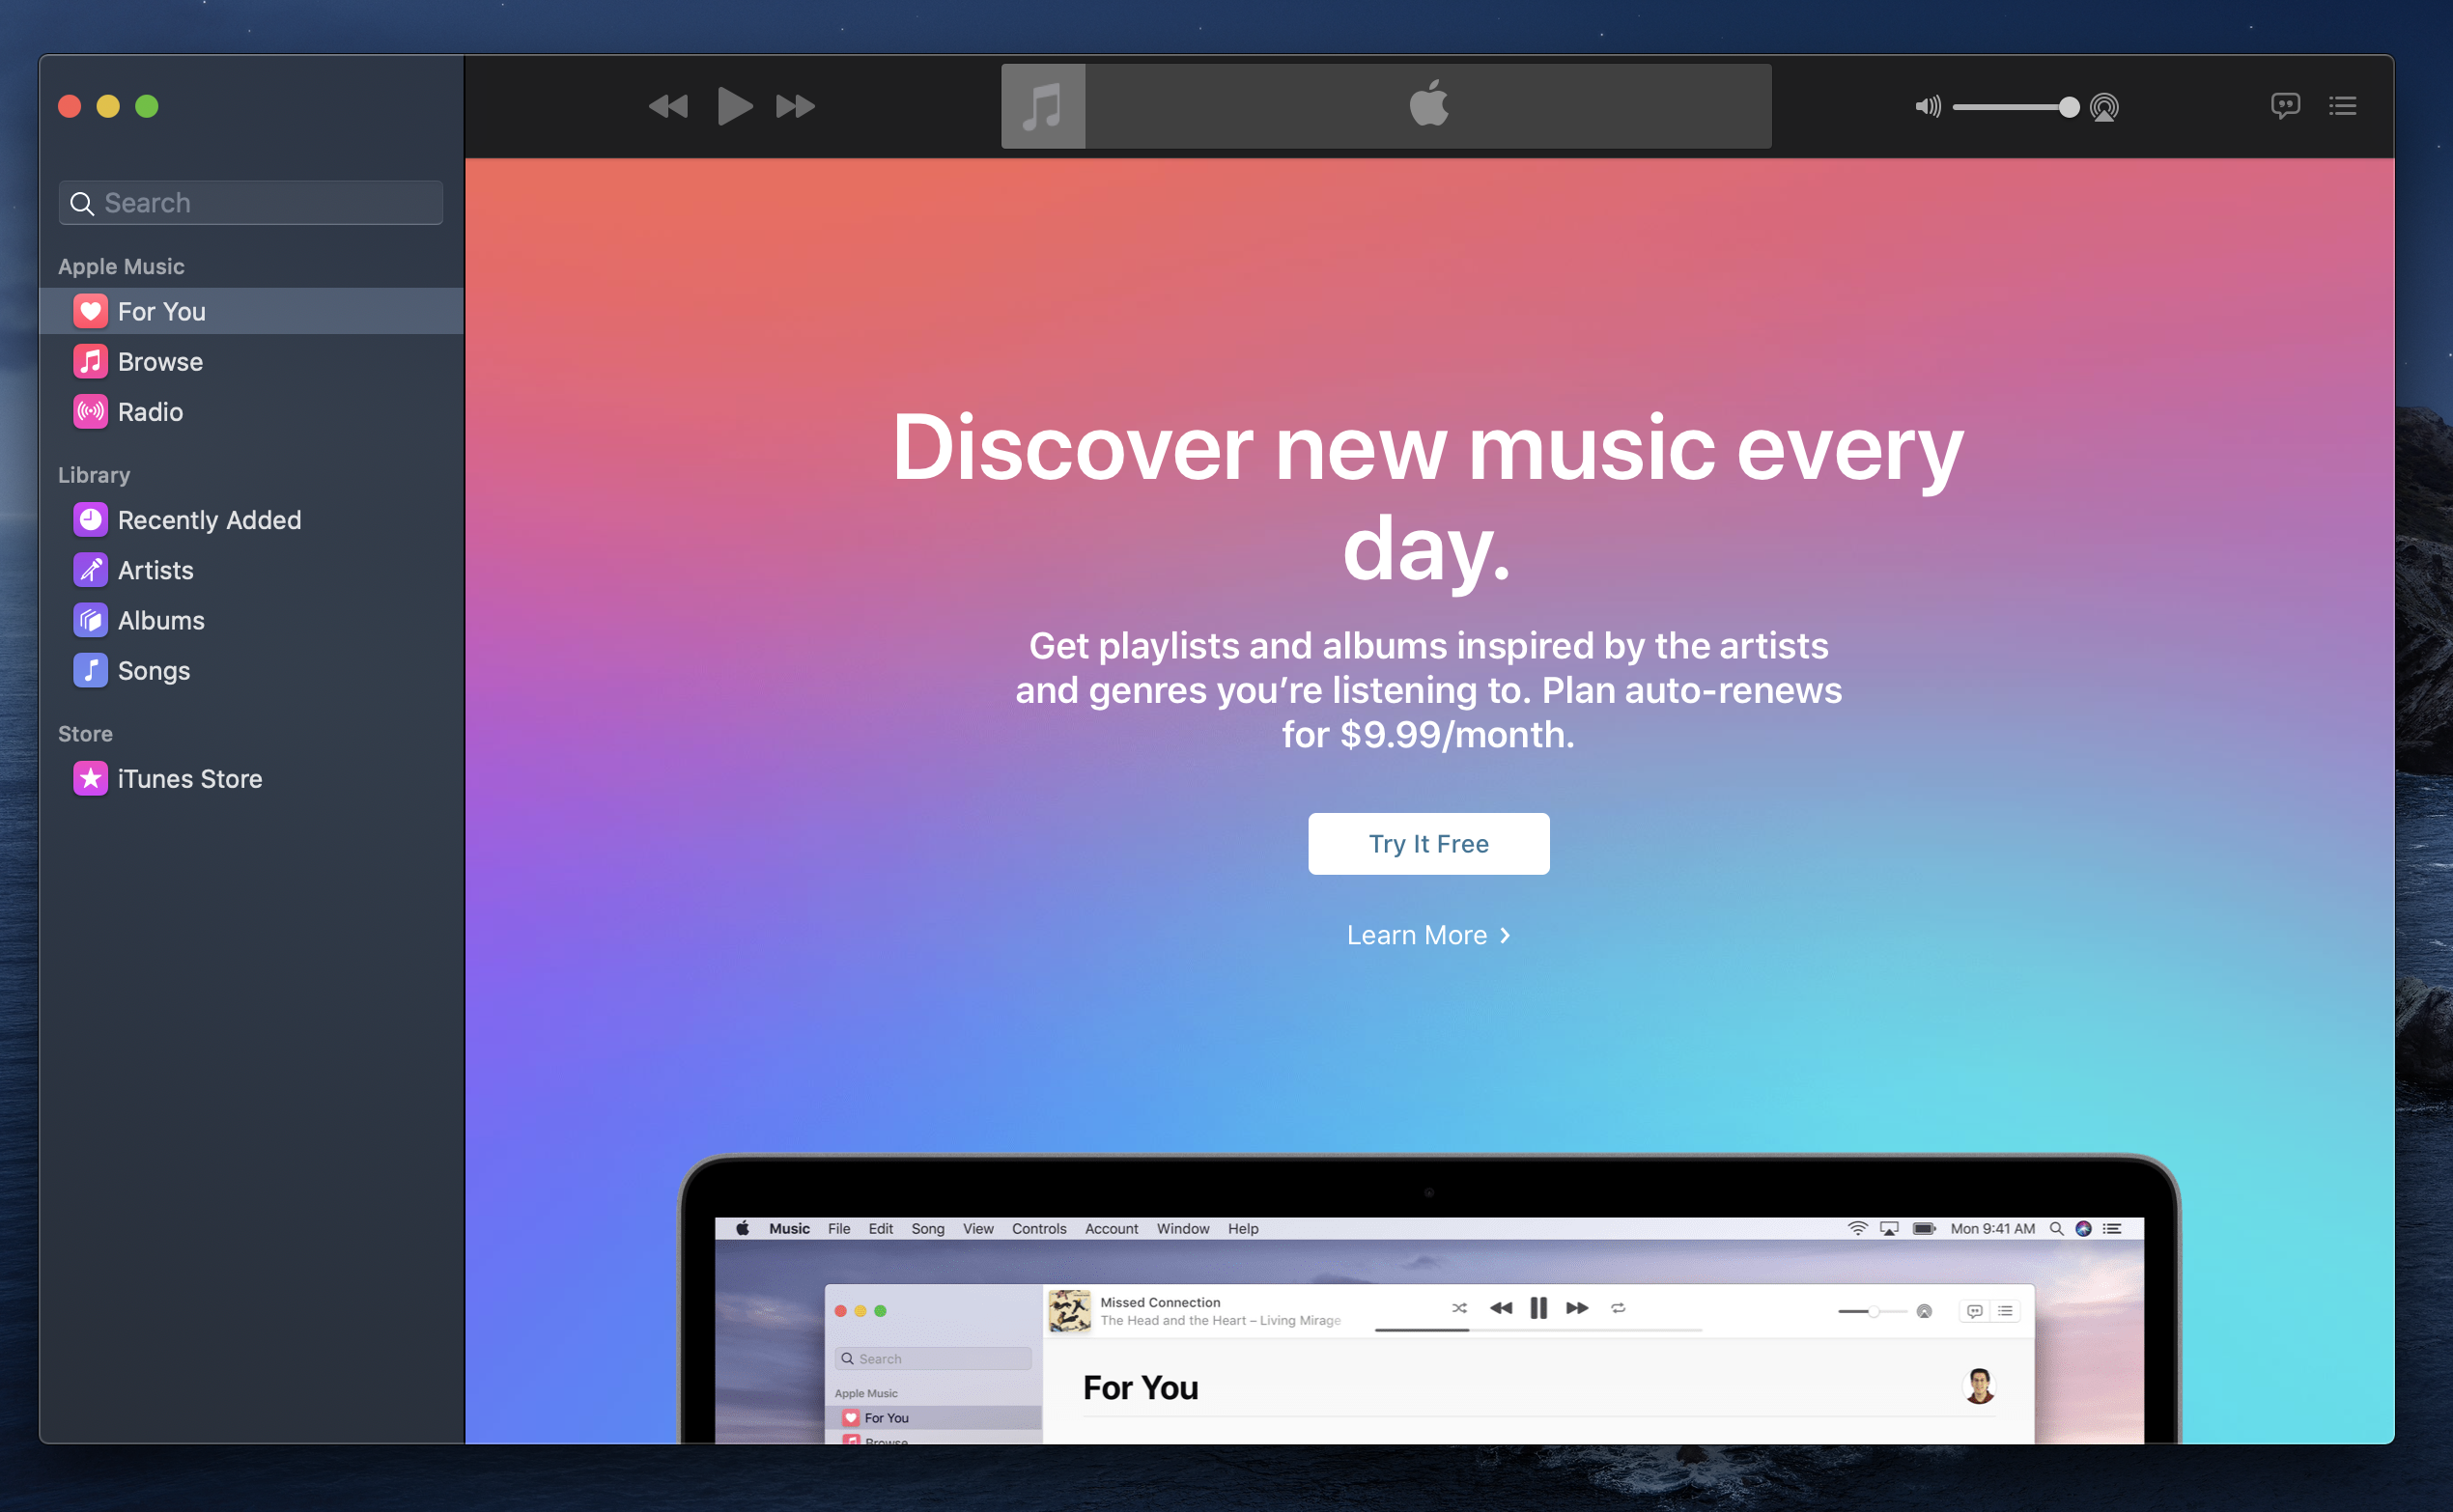 Search
Apple Music
For You
Browse
Radio
Library
Recently Added
Artists
Albums
Songs
Store
iTunes Store
Discover new music every
day.
Get playlists and albums inspired by the artists
and genres you’re listening to. Plan auto-renews
for $9.99/month.
Try It Free
Learn More
Music File Edit Song View Controls Account Window Help Mon 9:41 AM
Missed Connection
The Head and the Heart – Living Mirage
Search
Apple Music
For You
For You
Browse